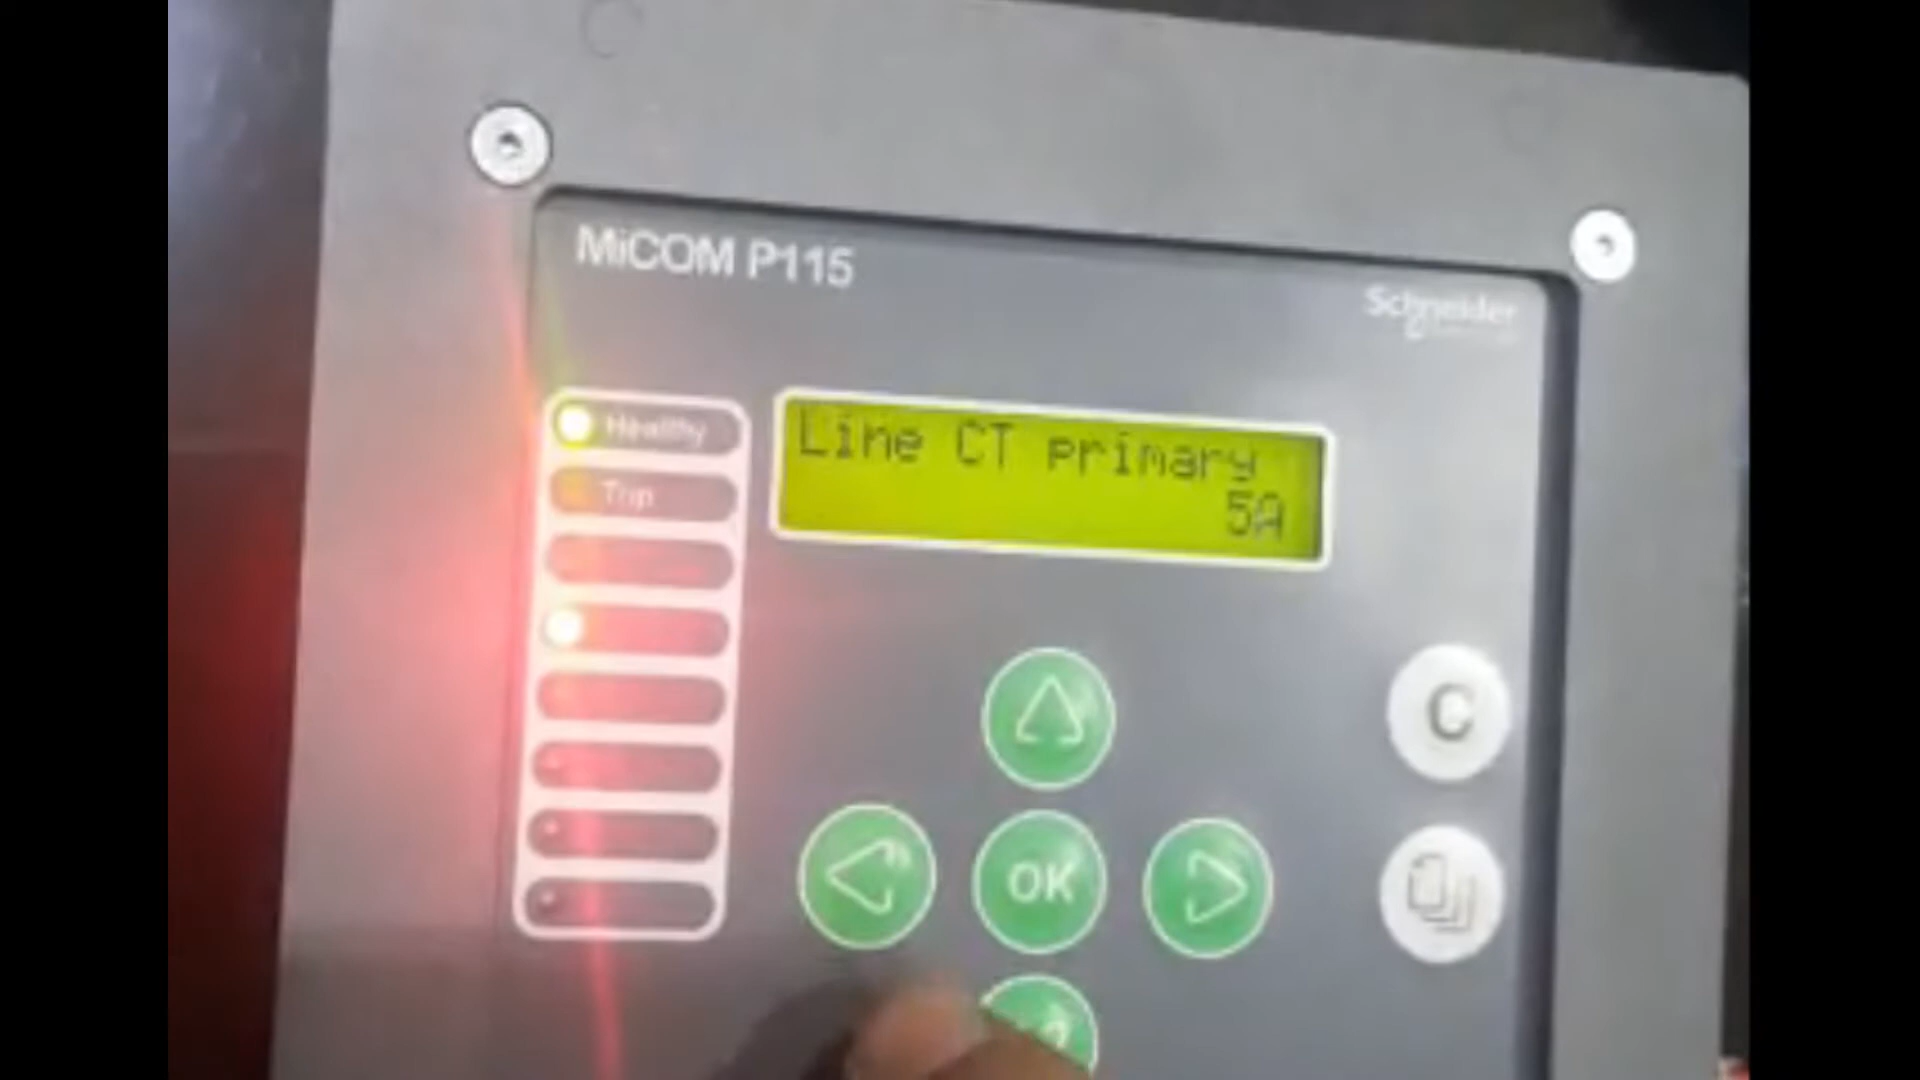 MiCOM P115
Schneider
Healthy
Trip
Line CT primary
5A
C
OK